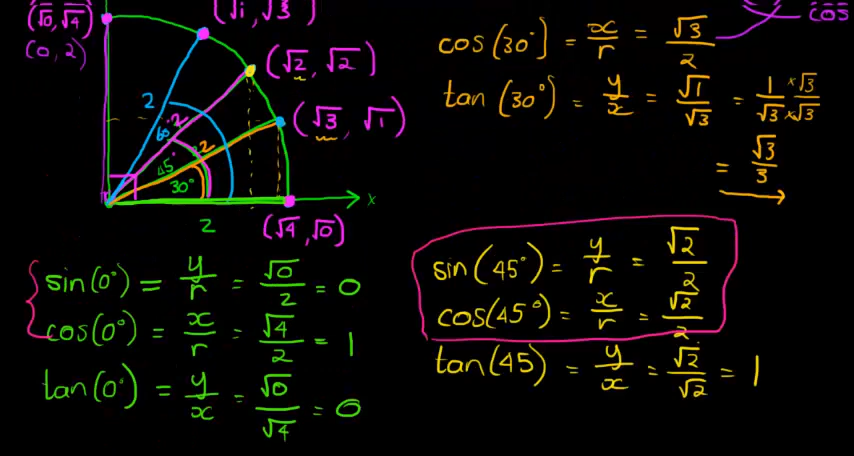 (√0, √4)
(0, 2)
(√1, √3)
(√2, √2)
(√3, √1)
2
60°
2
45°
2
30°
x
2
(√4, √0)
cos
cos(30°) = x/r = √3/2
tan(30°) = y/x = √1/√3 = 1/√3 ×√3/×√3
= √3/3
sin(0°) = y/r = √0/2 = 0
cos(0°) = x/r = √4/2 = 1
tan(0°) = y/x = √0/√4 = 0
sin(45°) = y/r = √2/2
cos(45°) = x/r = √2/2
tan(45) = y/x = √2/√2 = 1